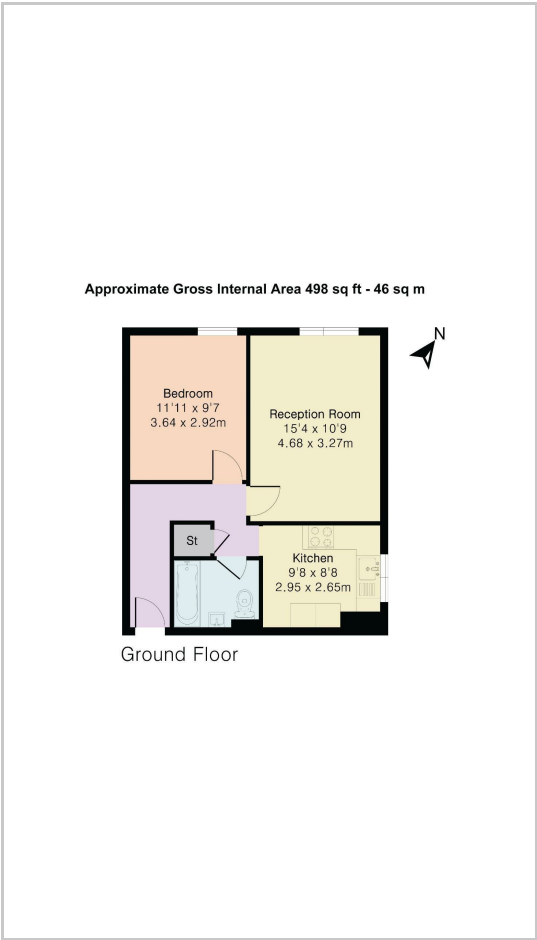 Approximate Gross Internal Area 498 sq ft - 46 sq m
N
Bedroom
11'11 x 9'7
3.64 x 2.92m
Reception Room
15'4 x 10'9
4.68 x 3.27m
St
Kitchen
9'8 x 8'8
2.95 x 2.65m
Ground Floor